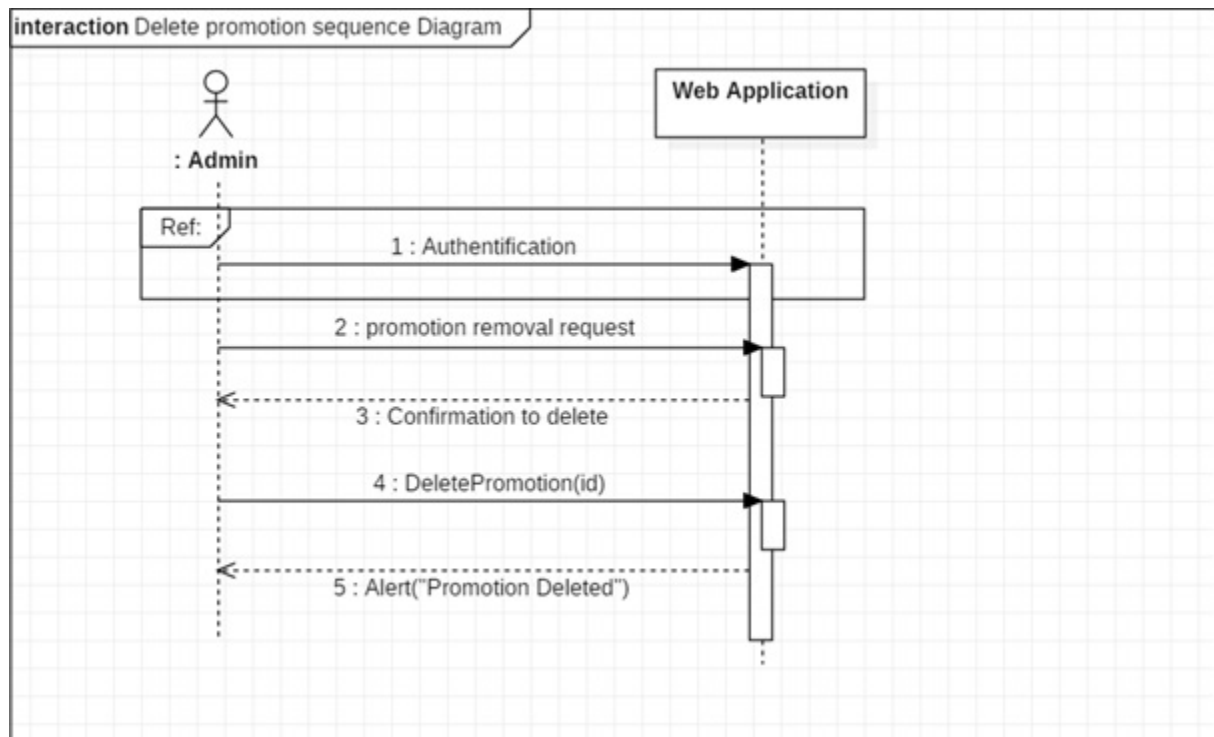 interaction Delete promotion sequence Diagram
Web Application
: Admin
Ref:
1 : Authentification
2 : promotion removal request
3 : Confirmation to delete
4 : DeletePromotion(id)
5 : Alert("Promotion Deleted")